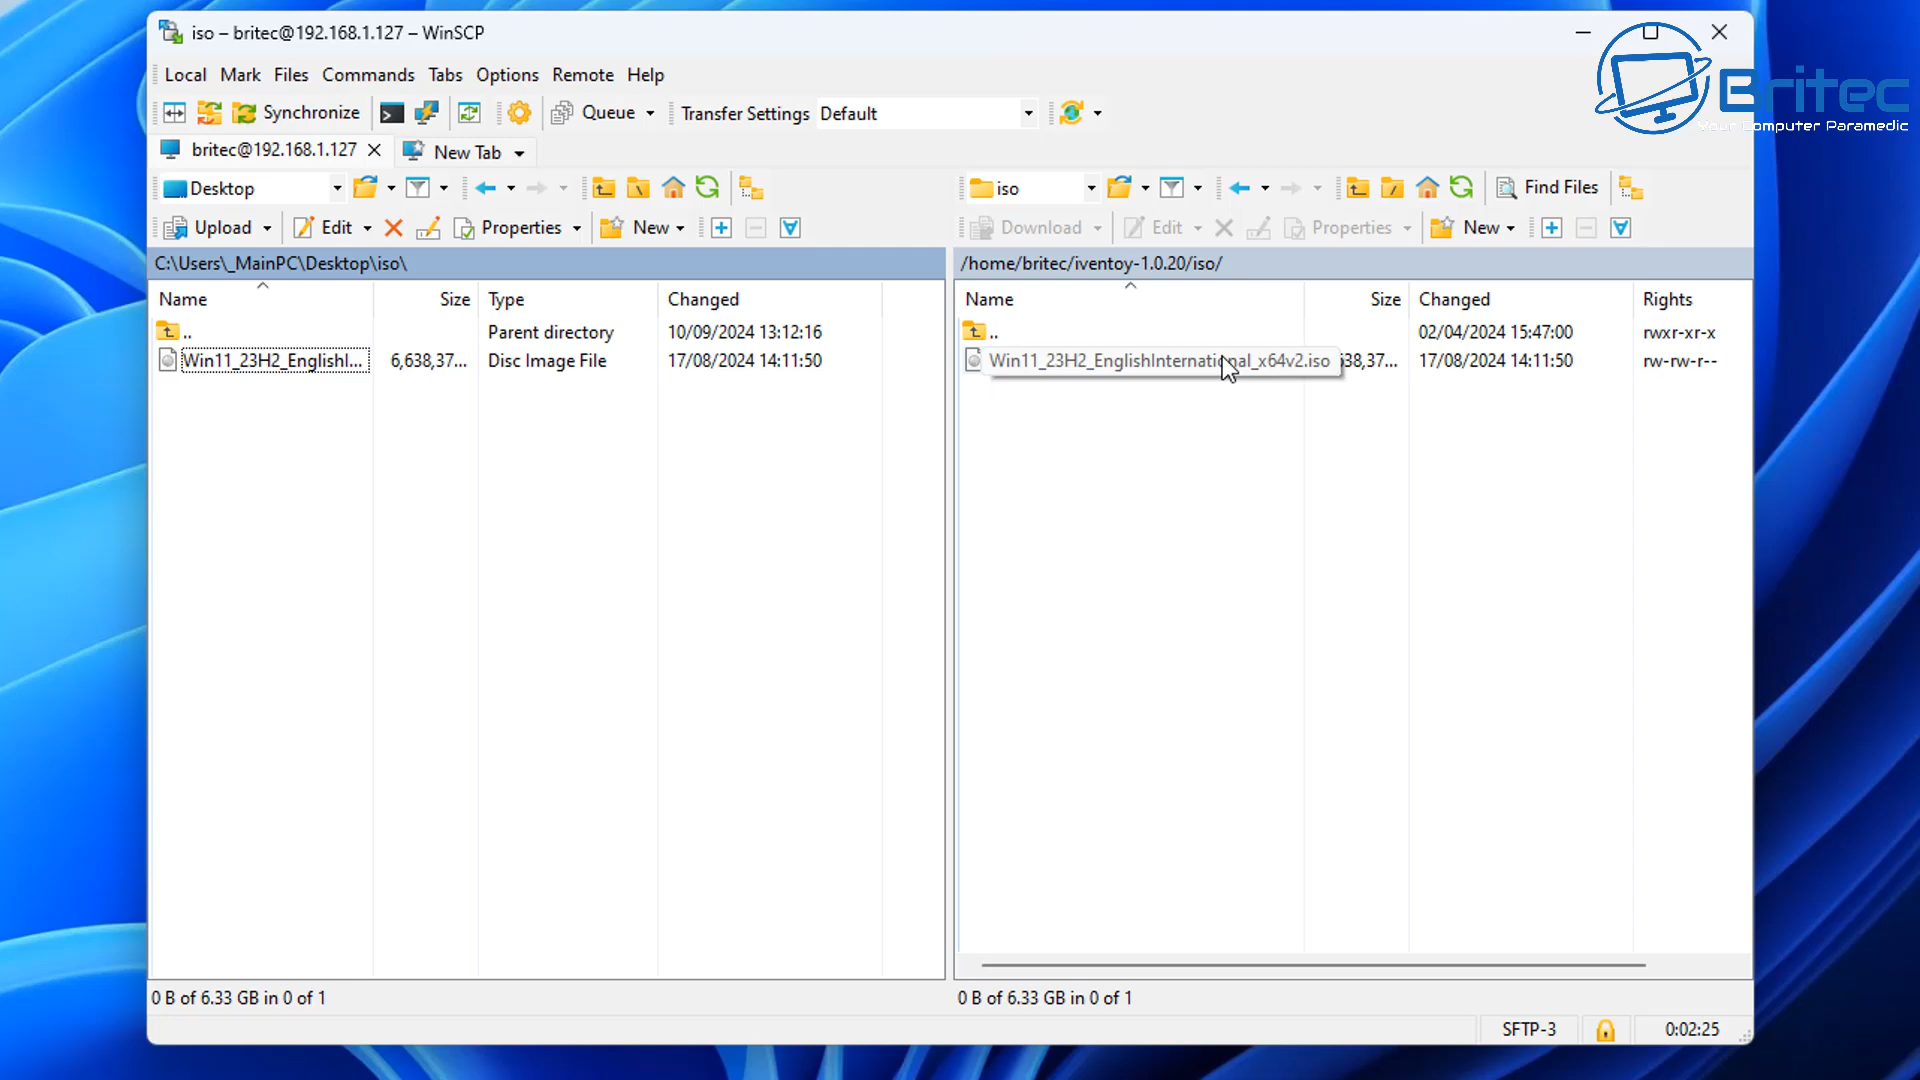 iso – britec@192.168.1.127 – WinSCP
Britec
Your Computer Paramedic
Local Mark Files Commands Tabs Options Remote Help
Synchronize Queue Transfer Settings Default
britec@192.168.1.127 New Tab
Desktop
Upload Edit Properties New
C:\Users\_MainPC\Desktop\iso\
Name Size Type Changed
.. Parent directory 10/09/2024 13:12:16
Win11_23H2_EnglishI... 6,638,37... Disc Image File 17/08/2024 14:11:50
0 B of 6.33 GB in 0 of 1
iso Find Files
Download Edit Properties New
/home/britec/iventoy-1.0.20/iso/
Name Size Changed Rights
.. 02/04/2024 15:47:00 rwxr-xr-x
Win11_23H2_EnglishInternational_x64v2.iso 38,37... 17/08/2024 14:11:50 rw-rw-r--
0 B of 6.33 GB in 0 of 1
SFTP-3 0:02:25